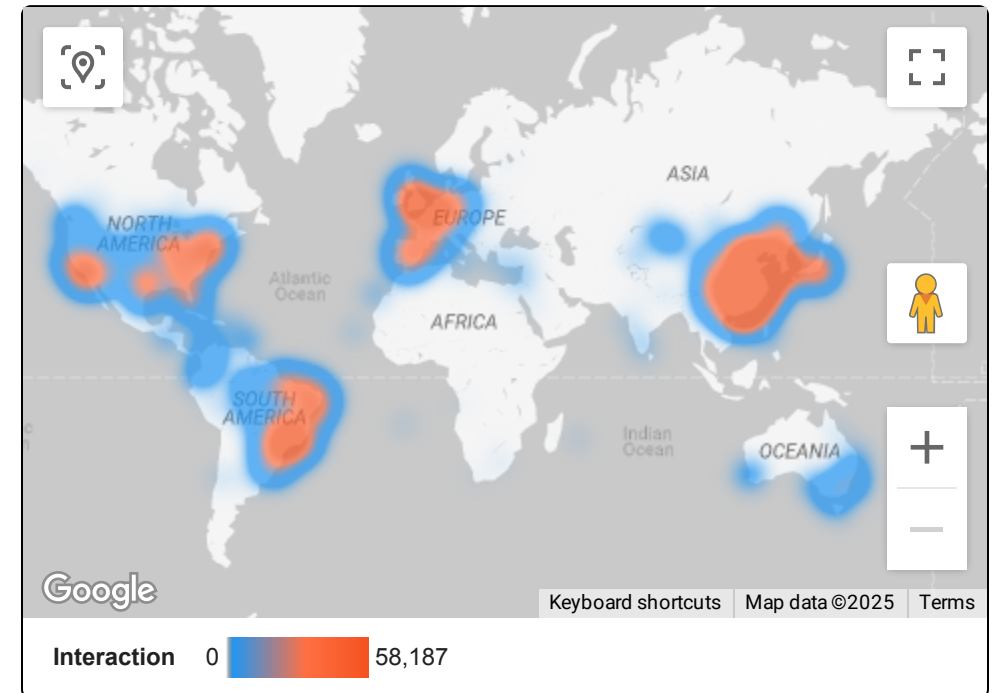 ASIA
NORTH
AMERICA
EUROPE
Atlantic
Ocean
AFRICA
SOUTH
AMERICA
Indian
Ocean
OCEANIA
Google
Keyboard shortcuts
Map data ©2025
Terms
Interaction 0 58,187